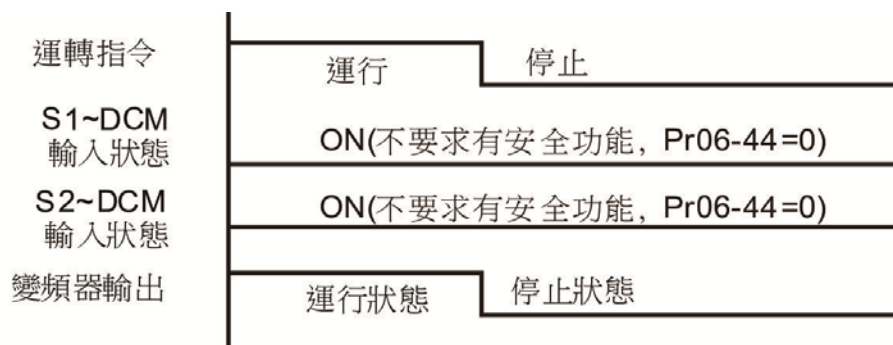 運轉指令
運行
停止
S1~DCM
輸入狀態
ON(不要求有安全功能, Pr06-44=0)
S2~DCM
輸入狀態
ON(不要求有安全功能, Pr06-44=0)
變頻器輸出
運行狀態
停止狀態